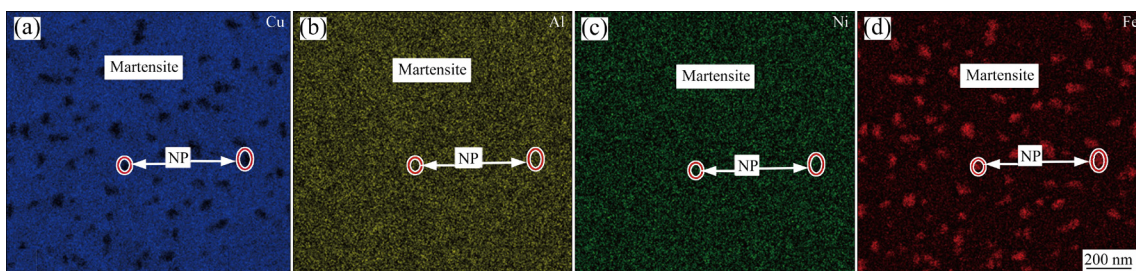 (a)
Cu
Martensite
NP
(b)
Al
Martensite
NP
(c)
Ni
Martensite
NP
(d)
Fe
Martensite
NP
200 nm